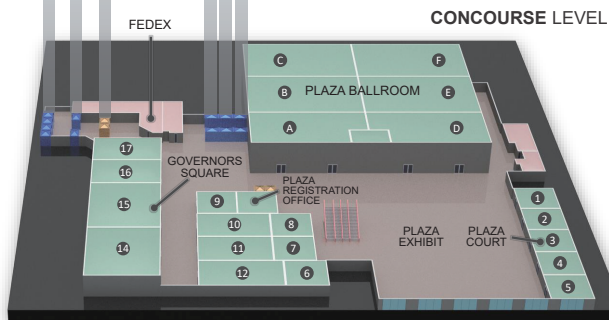 CONCOURSE LEVEL
FEDEX
C
F
B
PLAZA BALLROOM
E
A
D
17
16
GOVERNORS
SQUARE
15
14
PLAZA
REGISTRATION
OFFICE
9
10
8
11
7
12
6
PLAZA
EXHIBIT
PLAZA
COURT
1
2
3
4
5